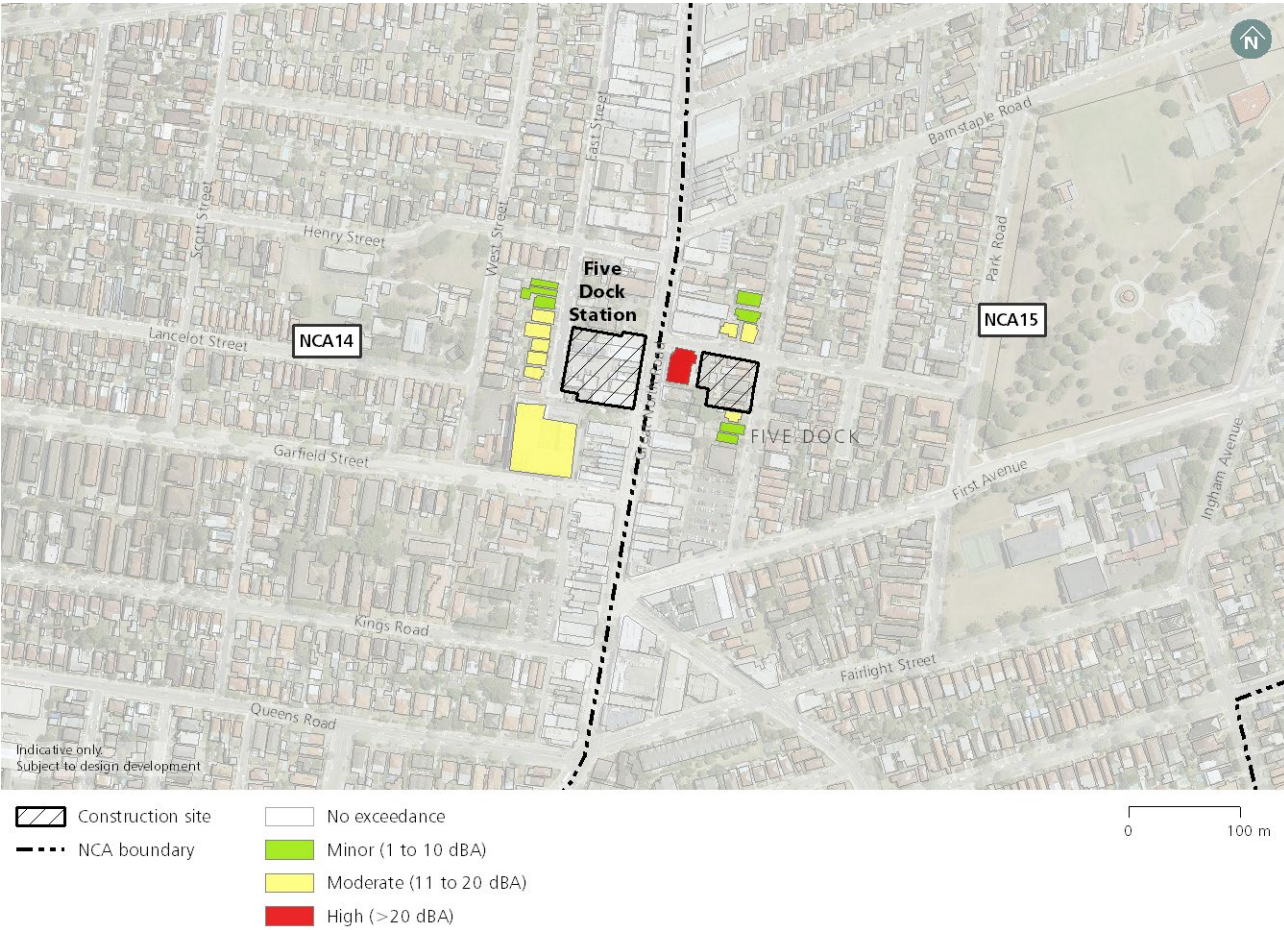 N
East Street
Barnstaple Road
Scott Street
Henry Street
West Street
Park Road
Five
Dock
Station
NCA15
NCA14
Lancelot Street
FIVE DOCK
Garfield Street
First Avenue
Ingham Avenue
Kings Road
Fairlight Street
Queens Road
Indicative only.
Subject to design development
Construction site
NCA boundary
No exceedance
Minor (1 to 10 dBA)
Moderate (11 to 20 dBA)
High (>20 dBA)
0 100 m